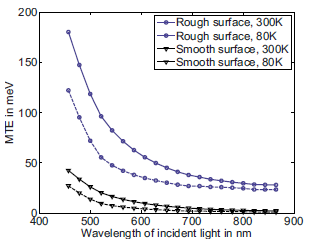 200
Rough surface, 300K
Rough surface, 80K
Smooth surface, 300K
Smooth surface, 80K
150
100
50
0
MTE in meV
400 500 600 700 800 900
Wavelength of incident light in nm